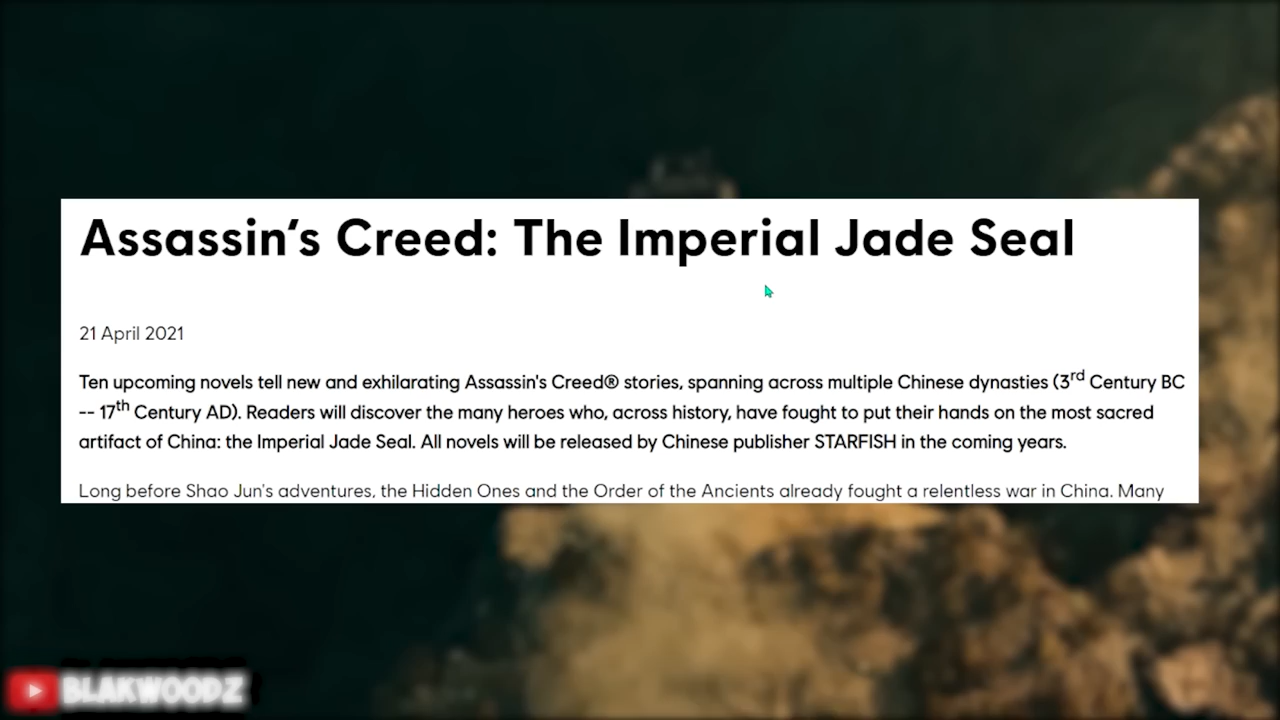 Assassin's Creed: The Imperial Jade Seal
21 April 2021
Ten upcoming novels tell new and exhilarating Assassin's Creed® stories, spanning across multiple Chinese dynasties (3rd Century BC
-- 17th Century AD). Readers will discover the many heroes who, across history, have fought to put their hands on the most sacred
artifact of China: the Imperial Jade Seal. All novels will be released by Chinese publisher STARFISH in the coming years.
Long before Shao Jun's adventures, the Hidden Ones and the Order of the Ancients already fought a relentless war in China. Many
BLAKWOODZ